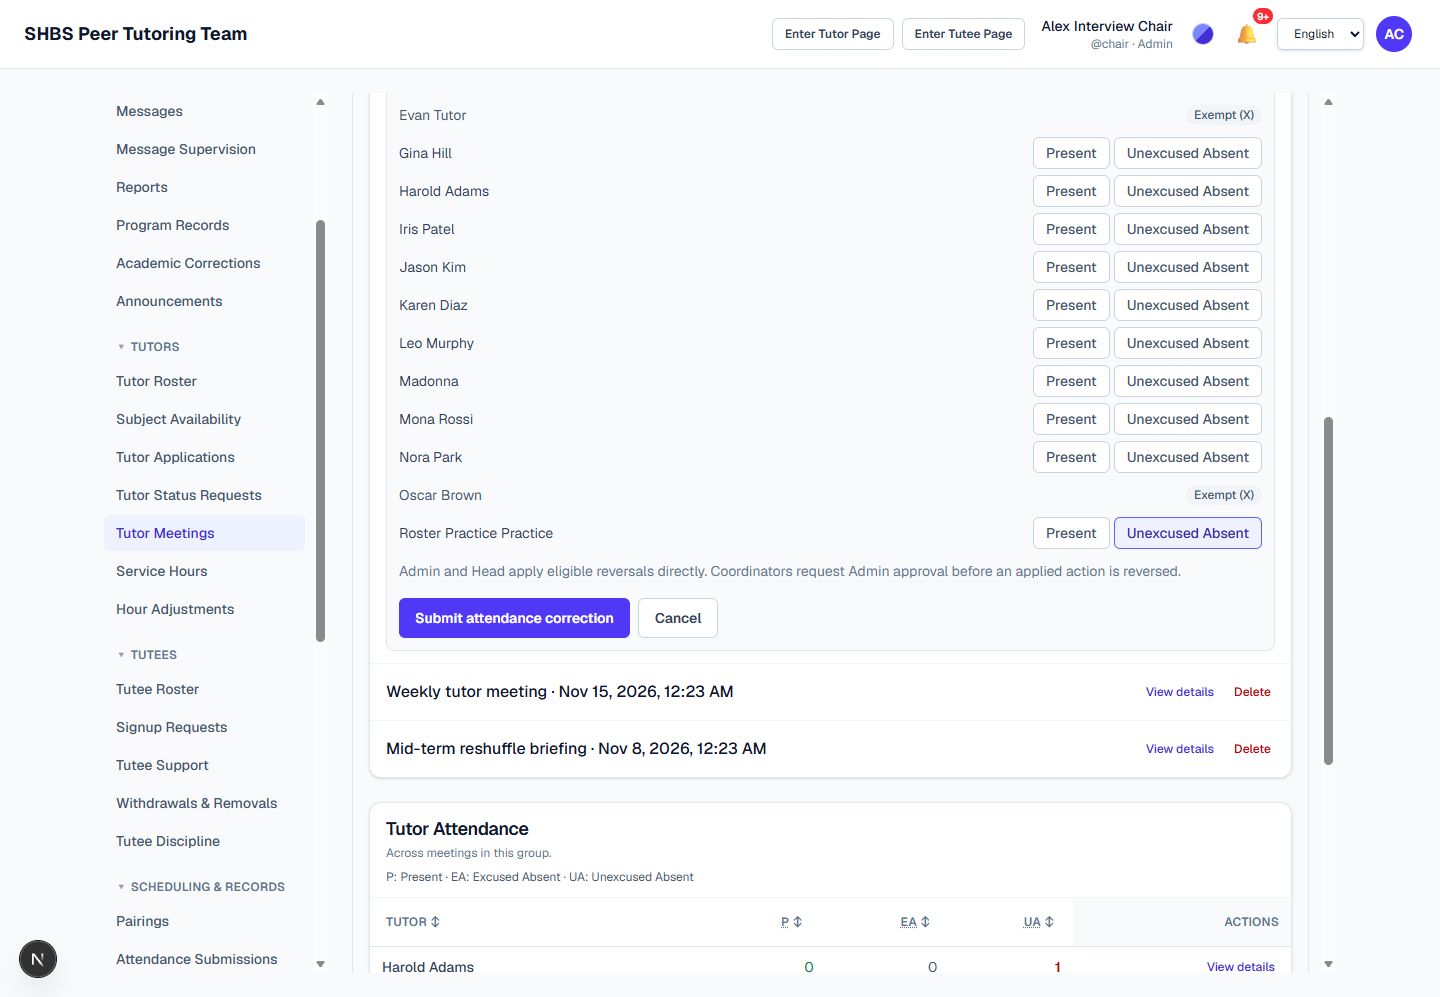 SHBS Peer Tutoring Team
Enter Tutor Page
Enter Tutee Page
Alex Interview Chair
@chair · Admin
9+
English
AC
Messages
Message Supervision
Reports
Program Records
Academic Corrections
Announcements
TUTORS
Tutor Roster
Subject Availability
Tutor Applications
Tutor Status Requests
Tutor Meetings
Service Hours
Hour Adjustments
TUTEES
Tutee Roster
Signup Requests
Tutee Support
Withdrawals & Removals
Tutee Discipline
SCHEDULING & RECORDS
Pairings
Attendance Submissions
N
Evan Tutor Exempt (X)
Gina Hill Present Unexcused Absent
Harold Adams Present Unexcused Absent
Iris Patel Present Unexcused Absent
Jason Kim Present Unexcused Absent
Karen Diaz Present Unexcused Absent
Leo Murphy Present Unexcused Absent
Madonna Present Unexcused Absent
Mona Rossi Present Unexcused Absent
Nora Park Present Unexcused Absent
Oscar Brown Exempt (X)
Roster Practice Practice Present Unexcused Absent
Admin and Head apply eligible reversals directly. Coordinators request Admin approval before an applied action is reversed.
Submit attendance correction Cancel
Weekly tutor meeting · Nov 15, 2026, 12:23 AM View details Delete
Mid-term reshuffle briefing · Nov 8, 2026, 12:23 AM View details Delete
Tutor Attendance
Across meetings in this group.
P: Present · EA: Excused Absent · UA: Unexcused Absent
TUTOR P EA UA ACTIONS
Harold Adams 0 0 1 View details